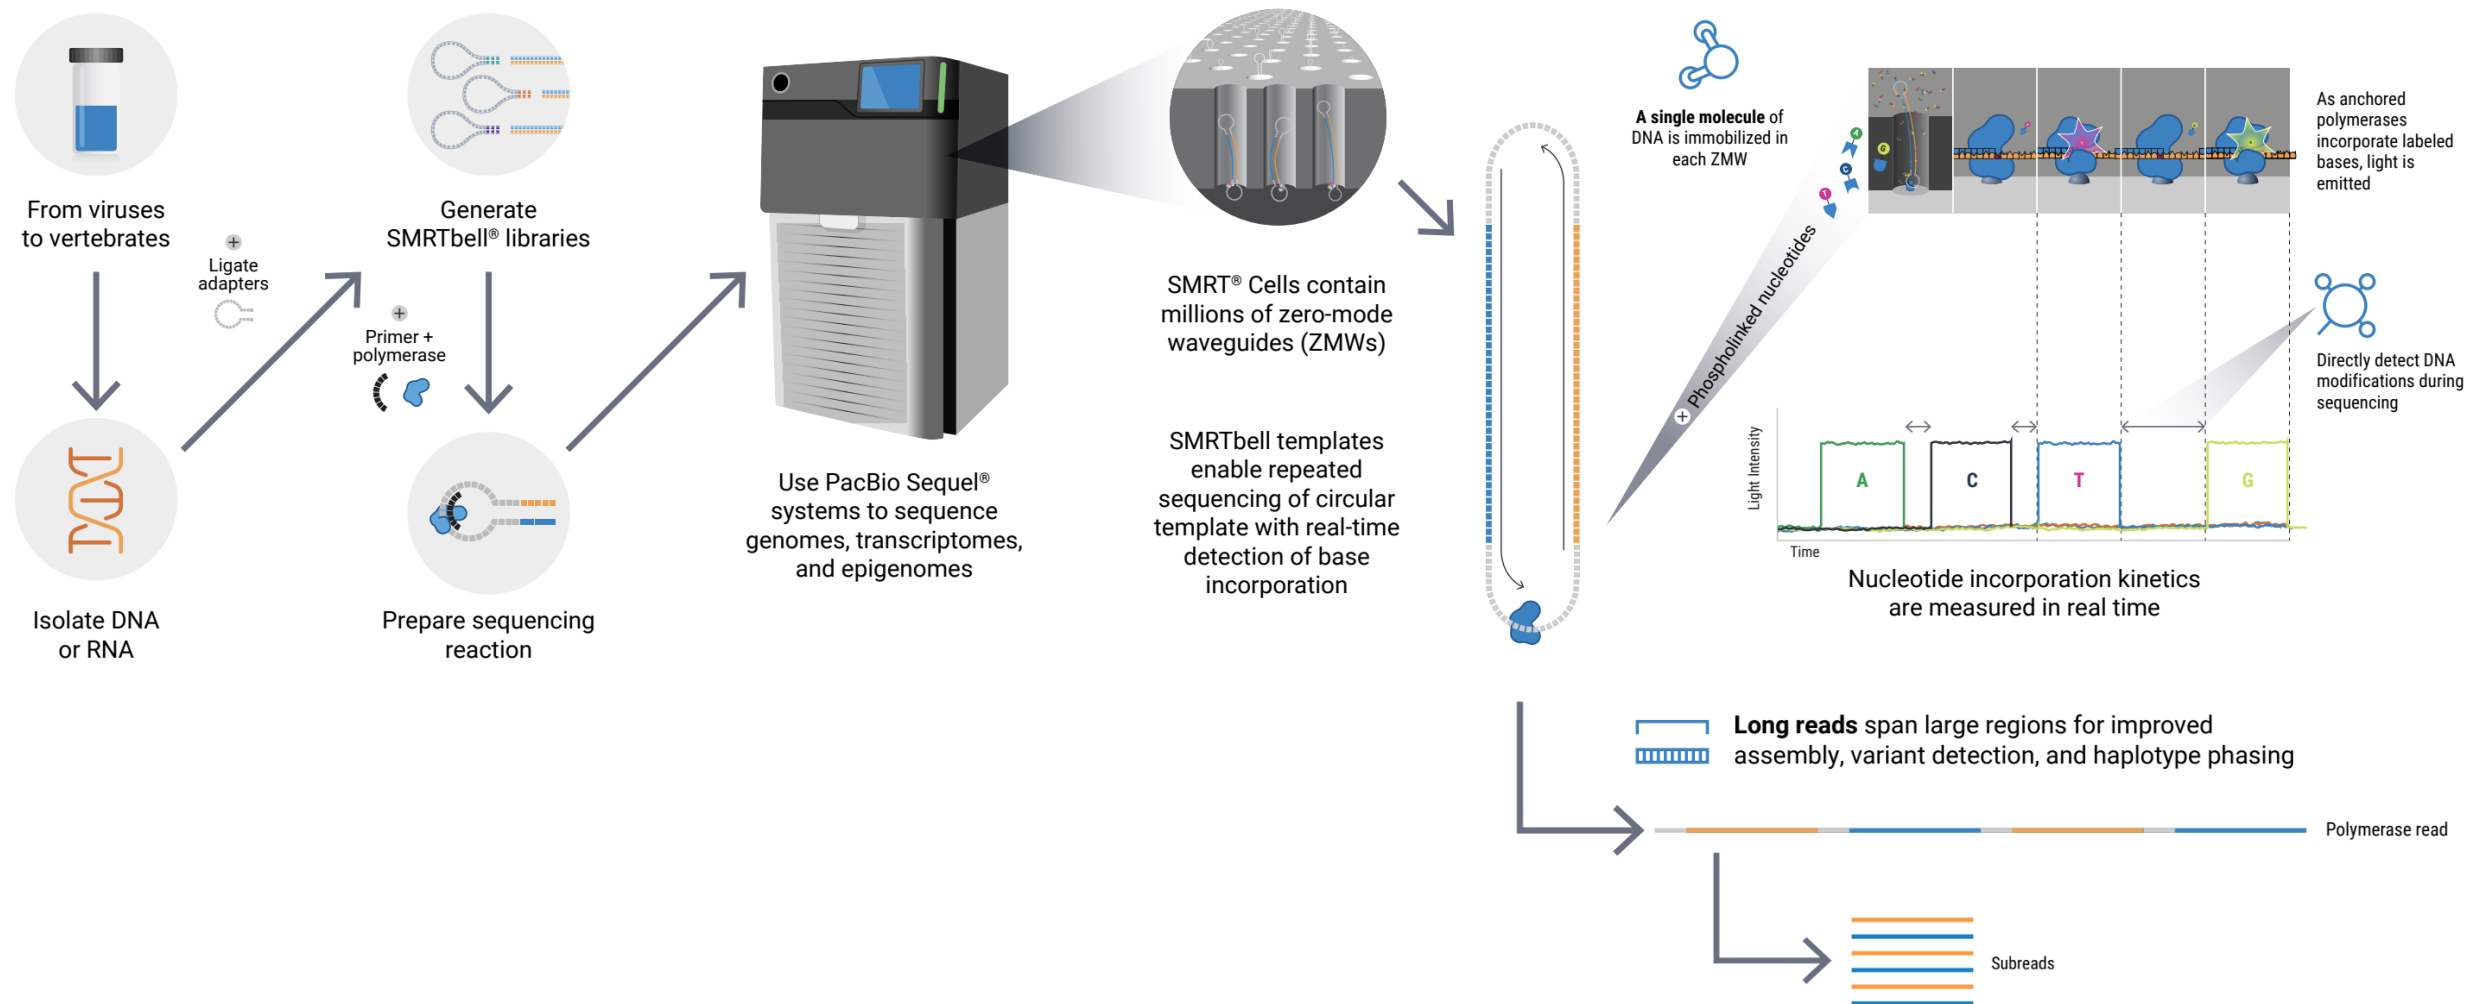 From viruses
to vertebrates
+
Ligate
adapters
Isolate DNA
or RNA
Generate
SMRTbell® libraries
+
Primer +
polymerase
Prepare sequencing
reaction
Use PacBio Sequel®
systems to sequence
genomes, transcriptomes,
and epigenomes
SMRT® Cells contain
millions of zero-mode
waveguides (ZMWs)
SMRTbell templates
enable repeated
sequencing of circular
template with real-time
detection of base
incorporation
A single molecule of
DNA is immobilized in
each ZMW
+ Phospholinked nucleotides
A
G
C
T
As anchored
polymerases
incorporate labeled
bases, light is
emitted
Directly detect DNA
modifications during
sequencing
Light Intensity
A
C
T
G
Time
Nucleotide incorporation kinetics
are measured in real time
Long reads span large regions for improved
assembly, variant detection, and haplotype phasing
Polymerase read
Subreads